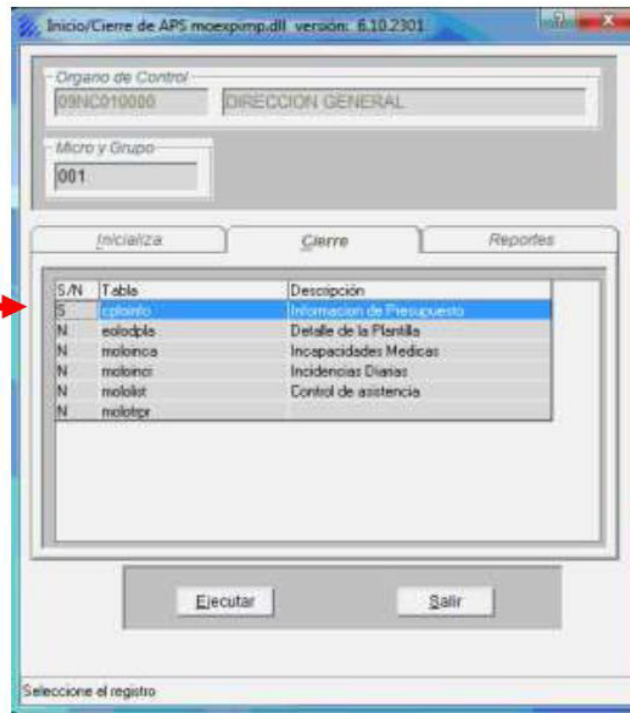 Inicio/Cierre de APS moexpimp.dll versión: 6.10.2301
Organo de Control
09NC010000 DIRECCION GENERAL
Micro y Grupo
001
Inicializa Cierre Reportes
S/N Tabla Descripción
S cploinfo Informacion de Presupuesto
N eolodpla Detalle de la Plantilla
N moloinca Incapacidades Medicas
N moloinci Incidencias Diarias
N mololist Control de asistencia
N molotipr
Ejecutar Salir
Seleccione el registro